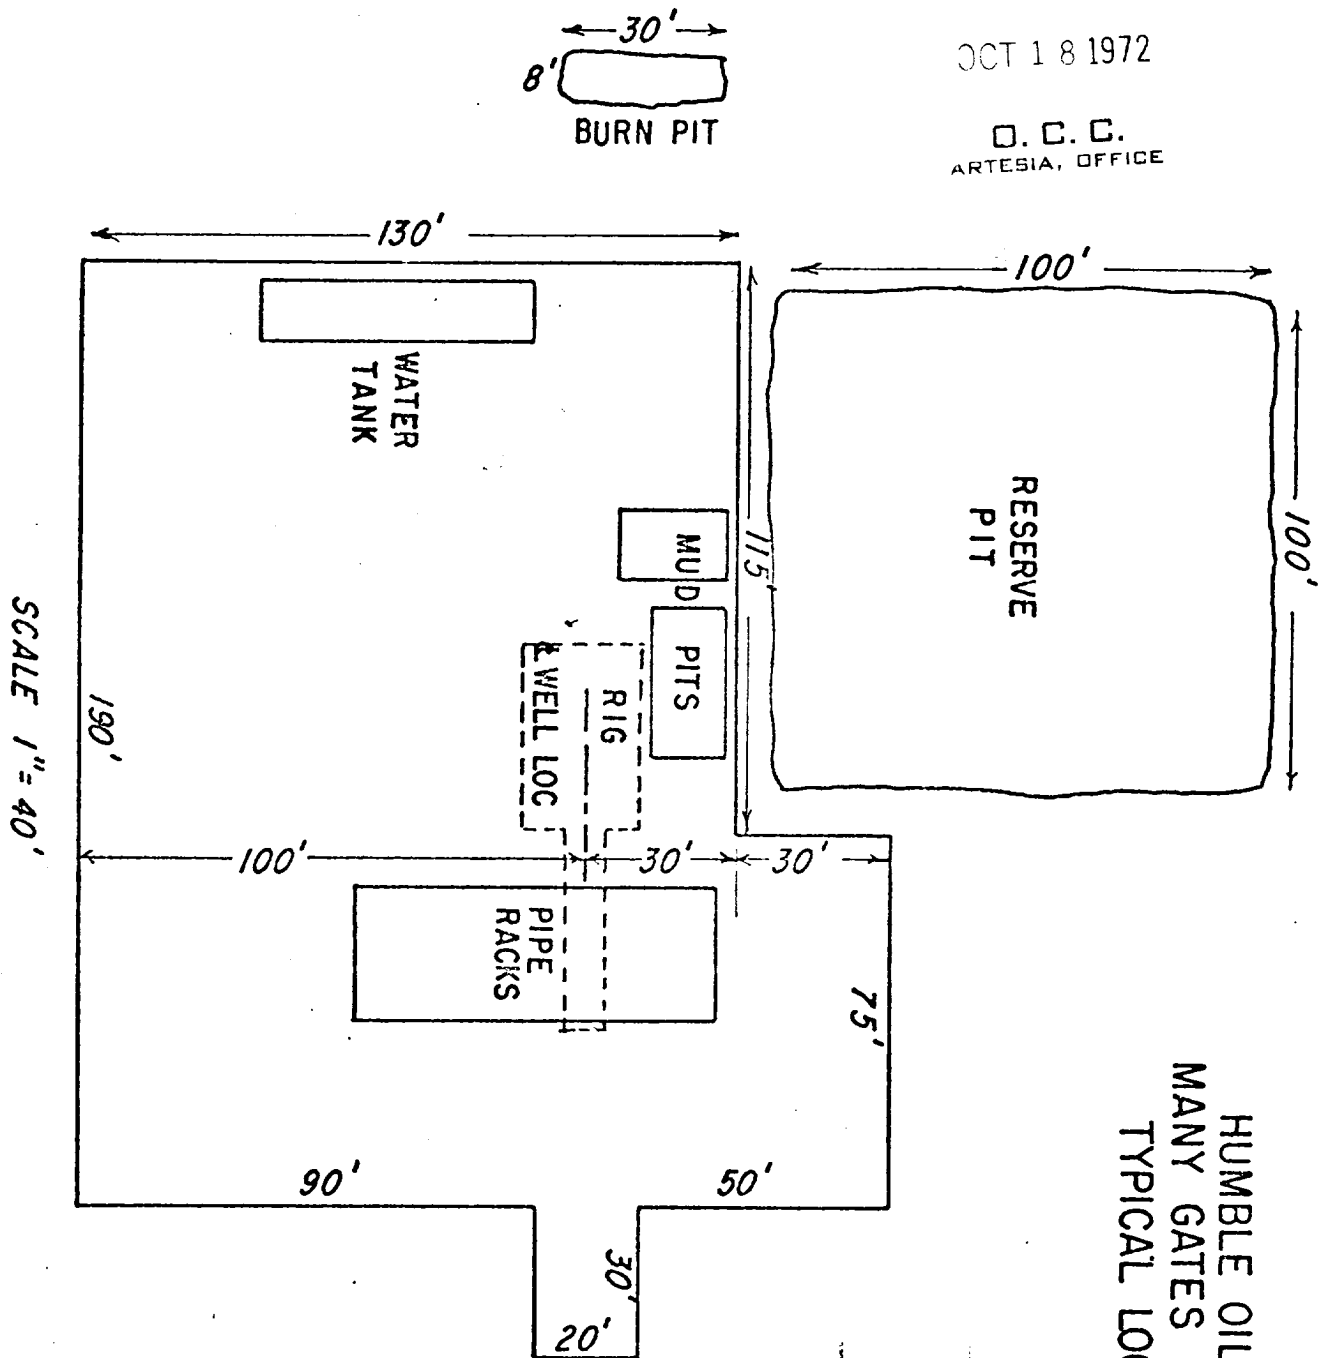 30'
8'
BURN PIT
OCT 1 8 1972
O. C. C.
ARTESIA, OFFICE
130'
100'
WATER
TANK
RESERVE
PIT
100'
115'
MUD
PITS
RIG
℄ WELL LOC
190'
SCALE 1"= 40'
100'
30'
30'
PIPE
RACKS
75'
90'
50'
30'
20'
HUMBLE OIL
MANY GATES
TYPICAL LOC